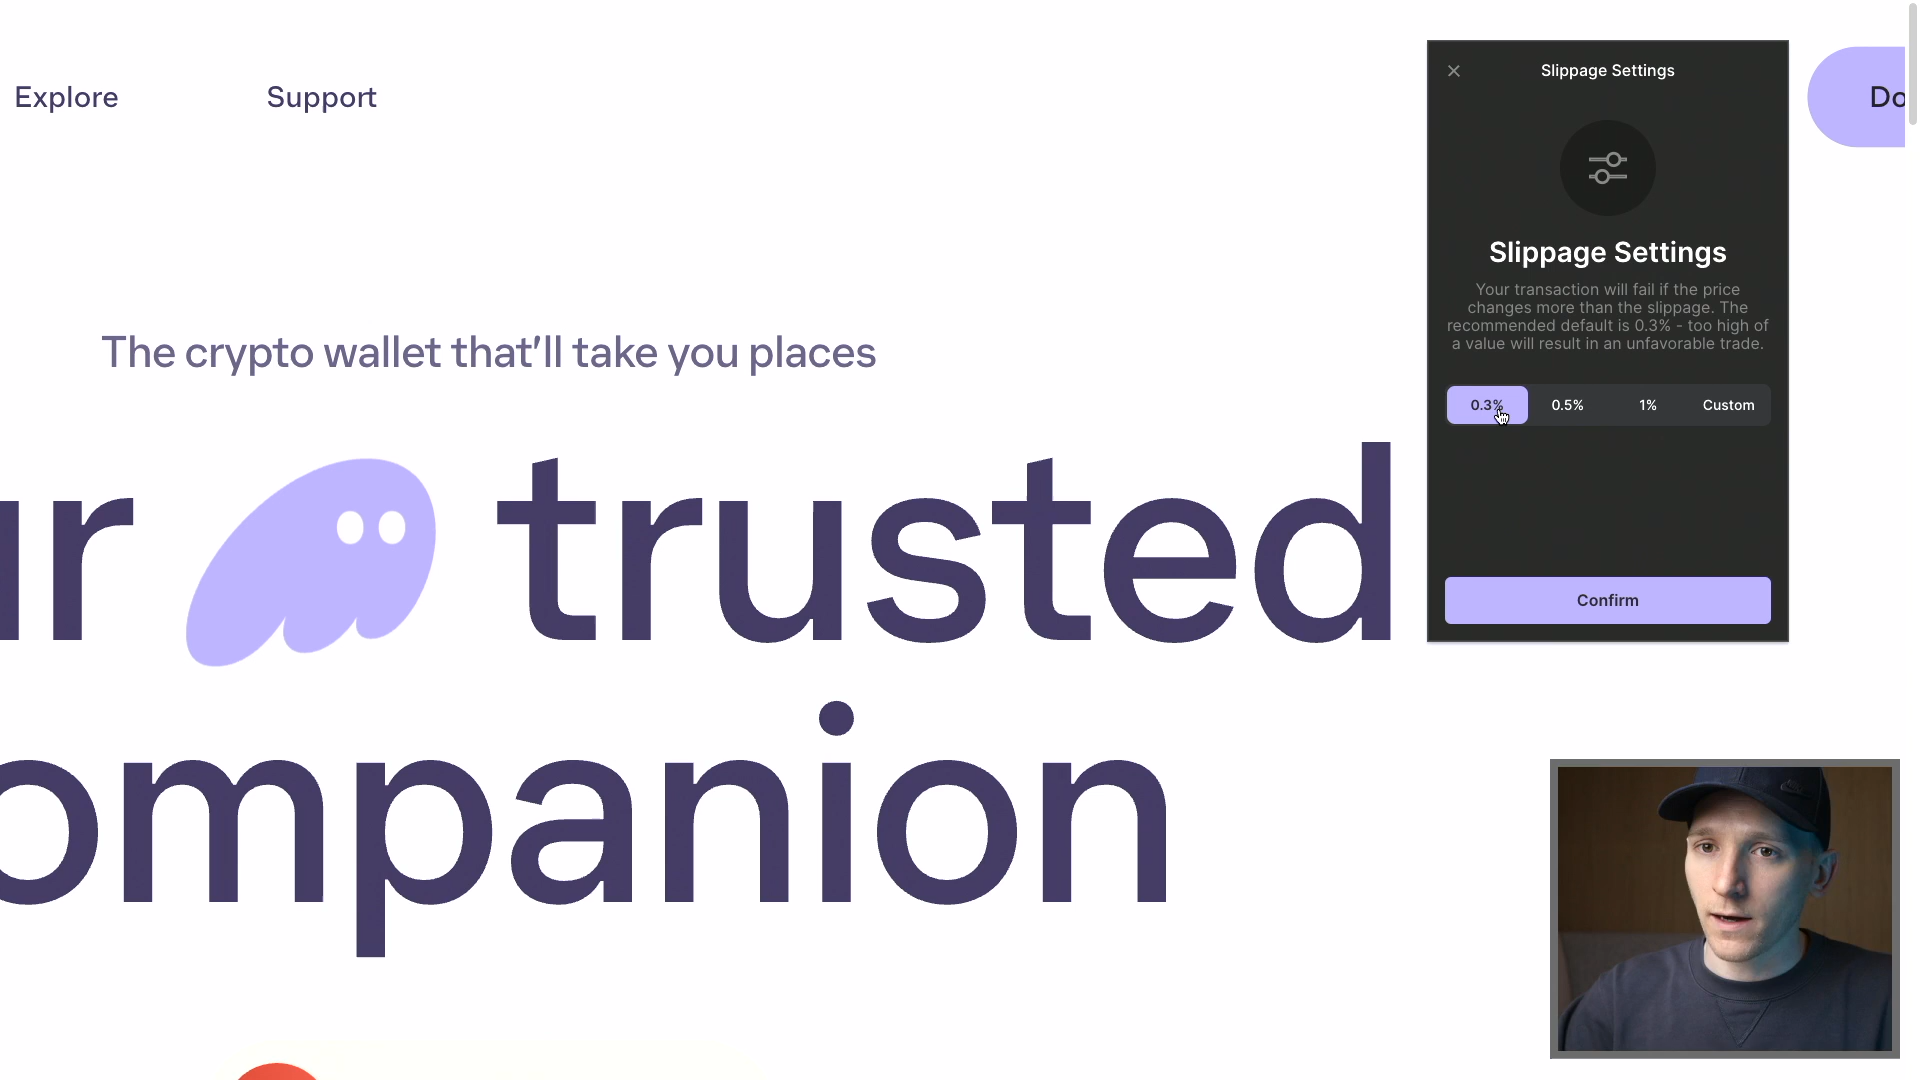 Explore
Support
Do
The crypto wallet that'll take you places
ur trusted
ompanion
Slippage Settings
Slippage Settings
Your transaction will fail if the price
changes more than the slippage. The
recommended default is 0.3% - too high of
a value will result in an unfavorable trade.
0.3%
0.5%
1%
Custom
Confirm